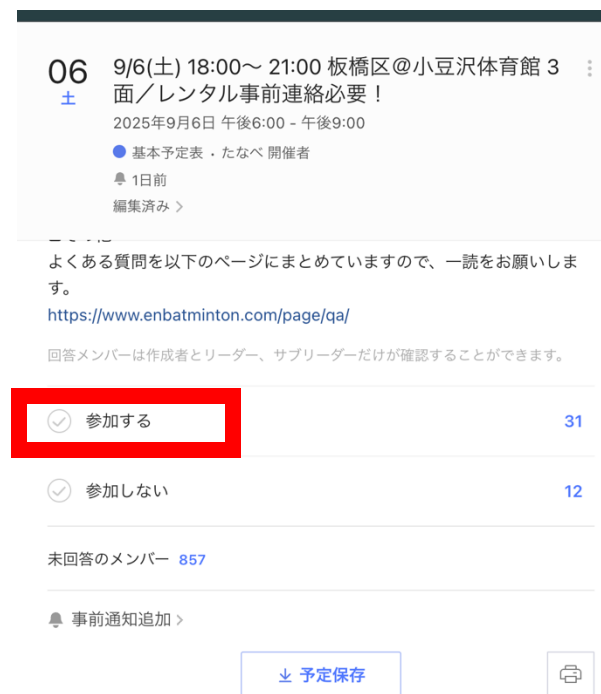 06
土
9/6(土) 18:00〜 21:00 板橋区@小豆沢体育館 3
面／レンタル事前連絡必要！
2025年9月6日 午後6:00 - 午後9:00
基本予定表 ・ たなべ 開催者
1日前
編集済み >
よくある質問を以下のページにまとめていますので、一読をお願いしま
す。
https://www.enbatminton.com/page/qa/
回答メンバーは作成者とリーダー、サブリーダーだけが確認することができます。
参加する 31
参加しない 12
未回答のメンバー 857
事前通知追加 >
予定保存